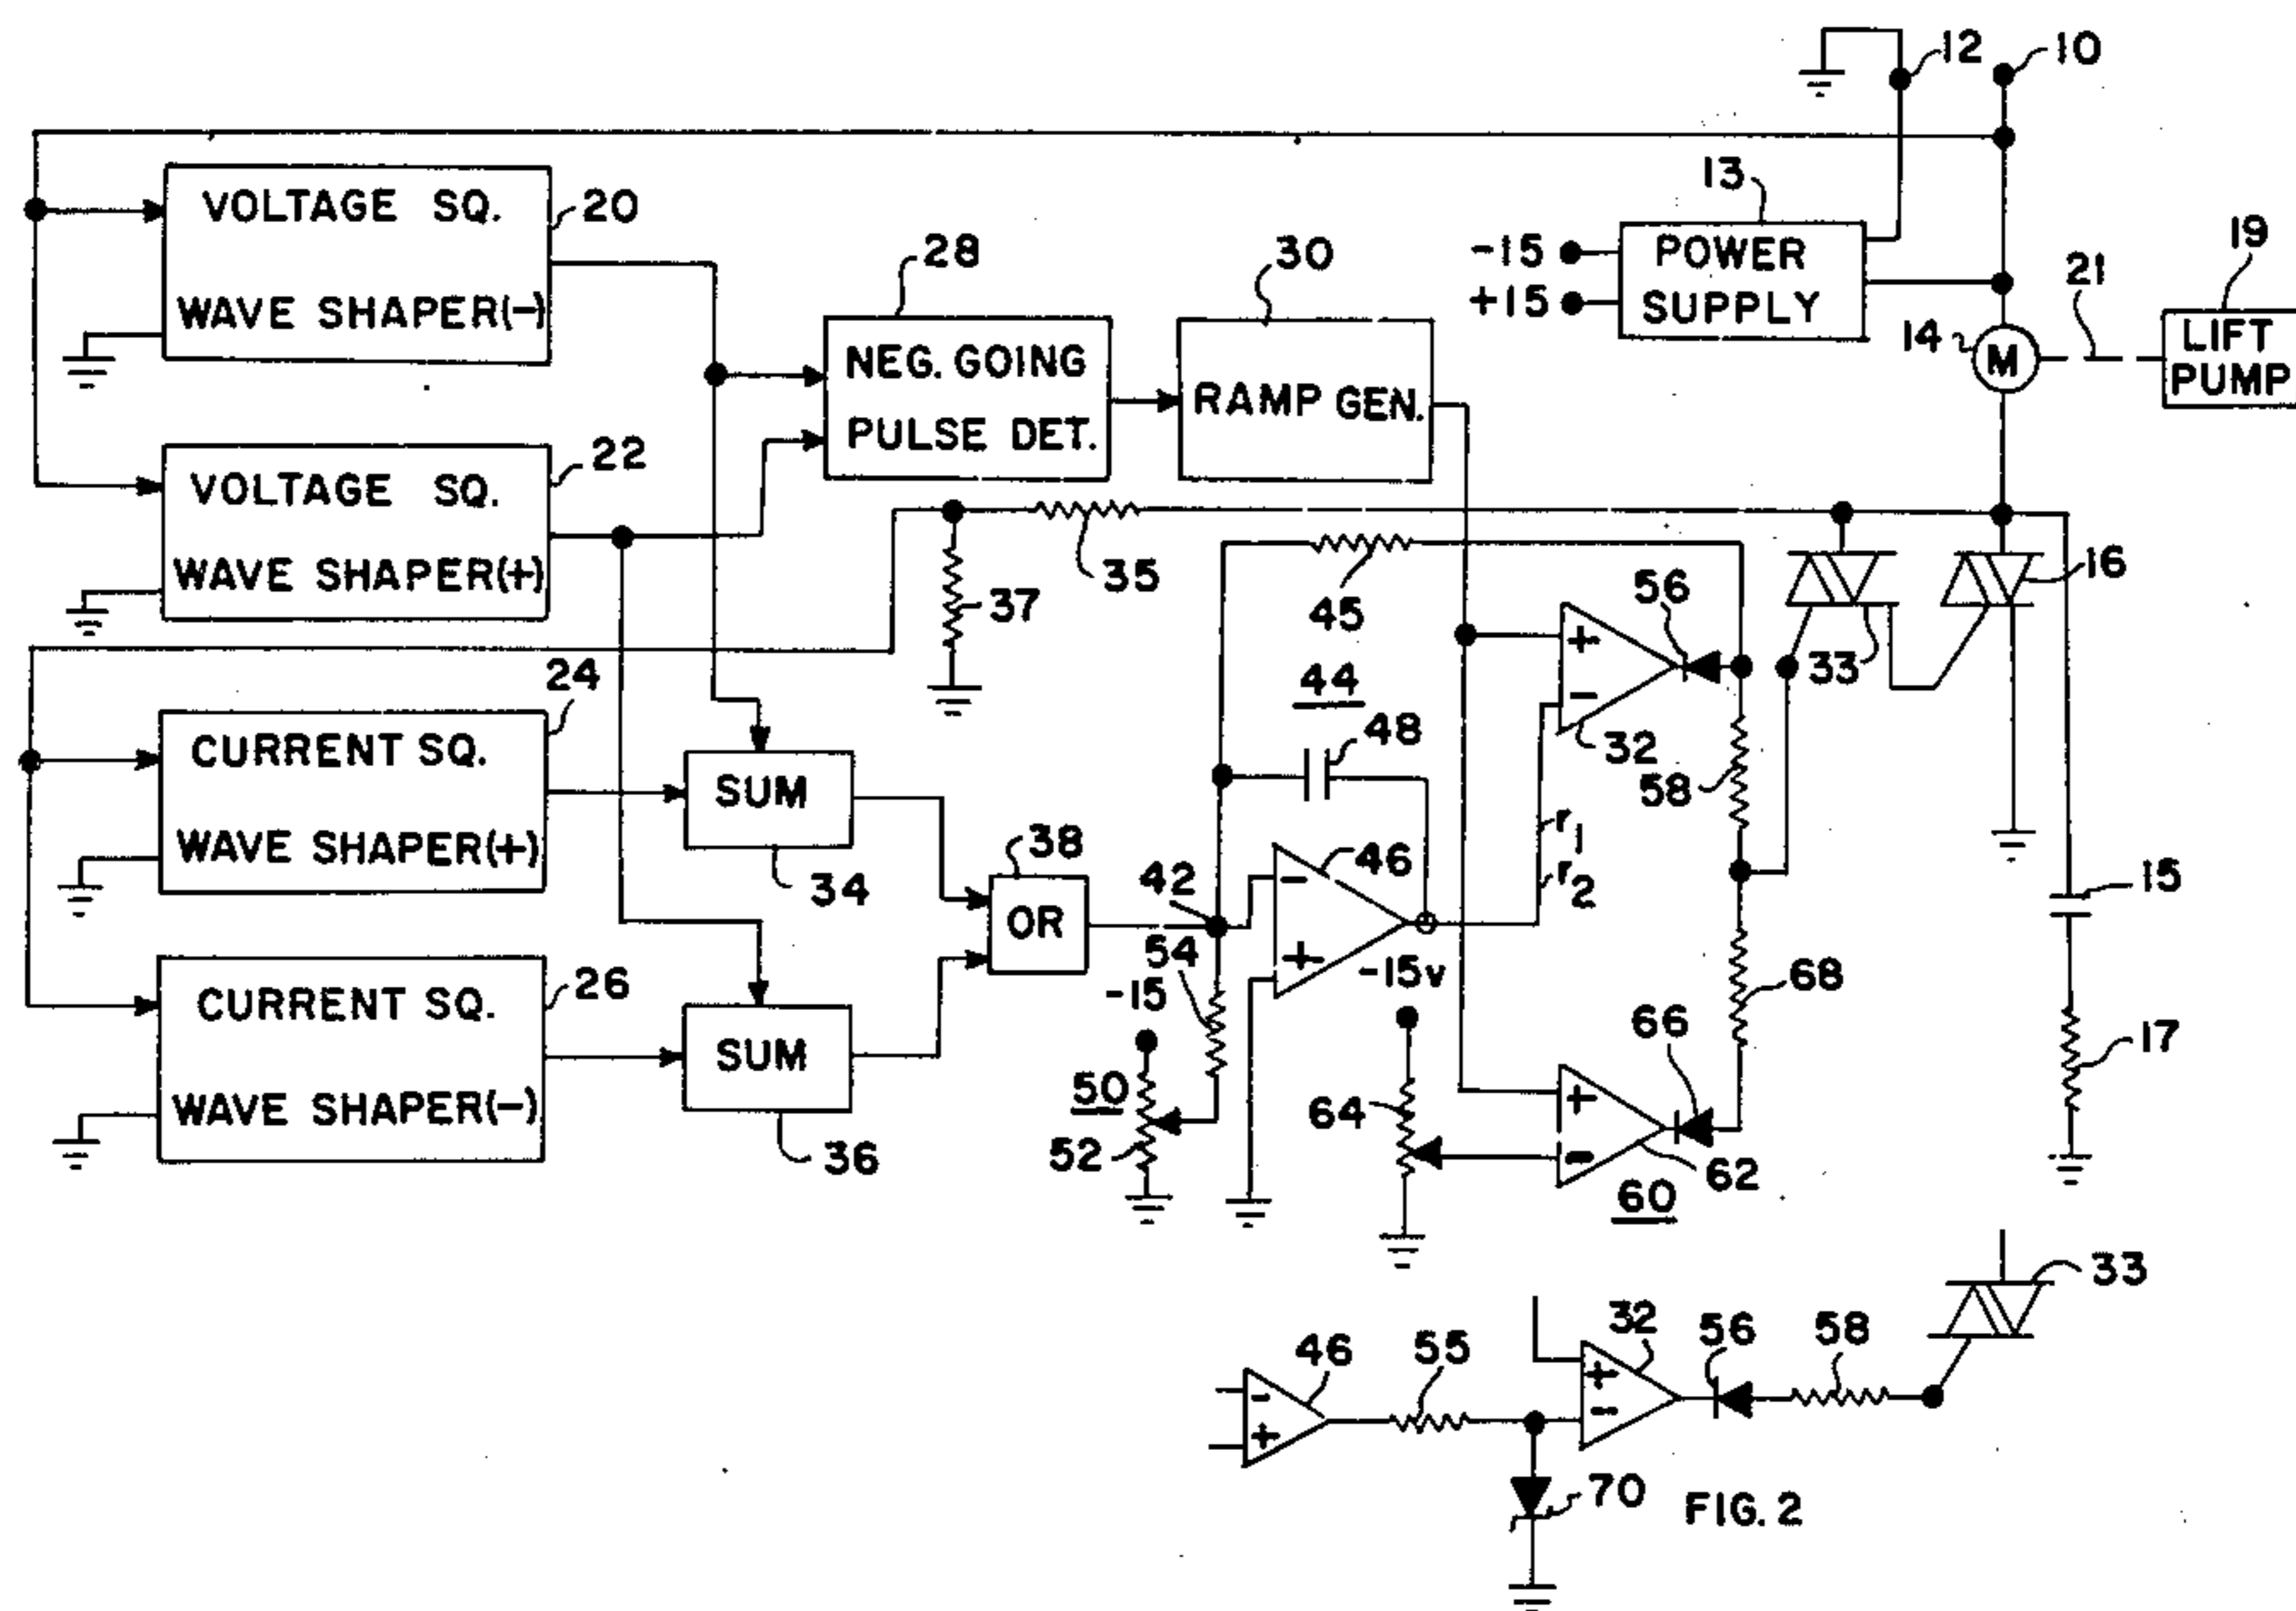 12
10
13
-15
+15
POWER
SUPPLY
19
21
14
M
LIFT
PUMP
VOLTAGE SQ.
WAVE SHAPER(-)
20
28
NEG. GOING
PULSE DET.
30
RAMP GEN.
VOLTAGE SQ.
WAVE SHAPER(+)
22
35
37
45
56
33
16
24
CURRENT SQ.
WAVE SHAPER(+)
SUM
34
44
48
+
-
32
58
r1
r2
38
OR
42
46
-
+
15
54
-15
-15v
68
26
CURRENT SQ.
WAVE SHAPER(-)
SUM
36
50
52
64
66
+
-
62
60
17
33
46
-
+
55
32
+
-
56
58
70
FIG. 2